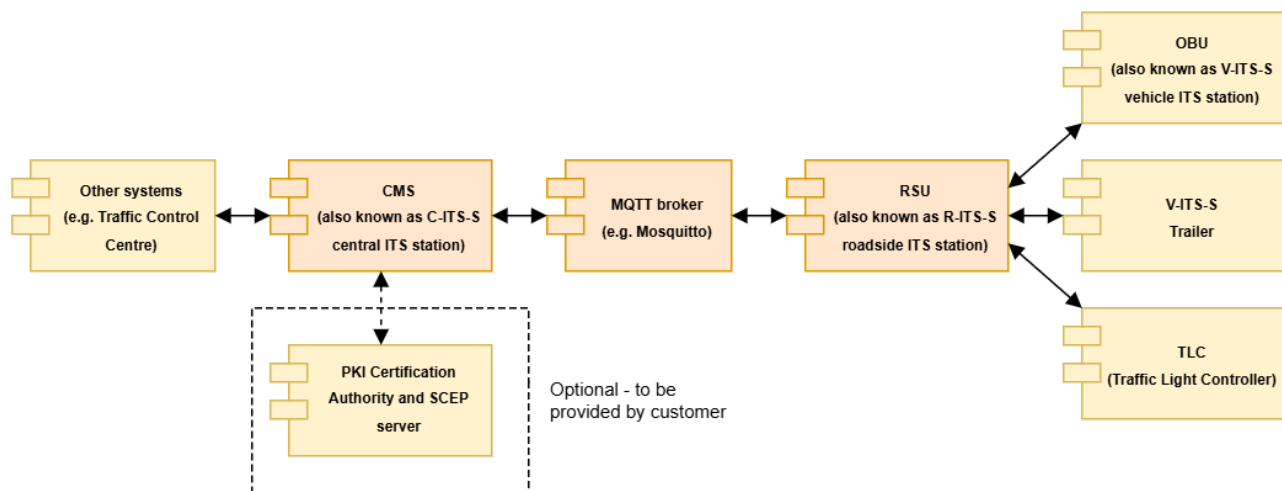 OBU
(also known as V-ITS-S
vehicle ITS station)
Other systems
(e.g. Traffic Control
Centre)
CMS
(also known as C-ITS-S
central ITS station)
MQTT broker
(e.g. Mosquitto)
RSU
(also known as R-ITS-S
roadside ITS station)
V-ITS-S
Trailer
PKI Certification
Authority and SCEP
server
Optional - to be
provided by customer
TLC
(Traffic Light Controller)